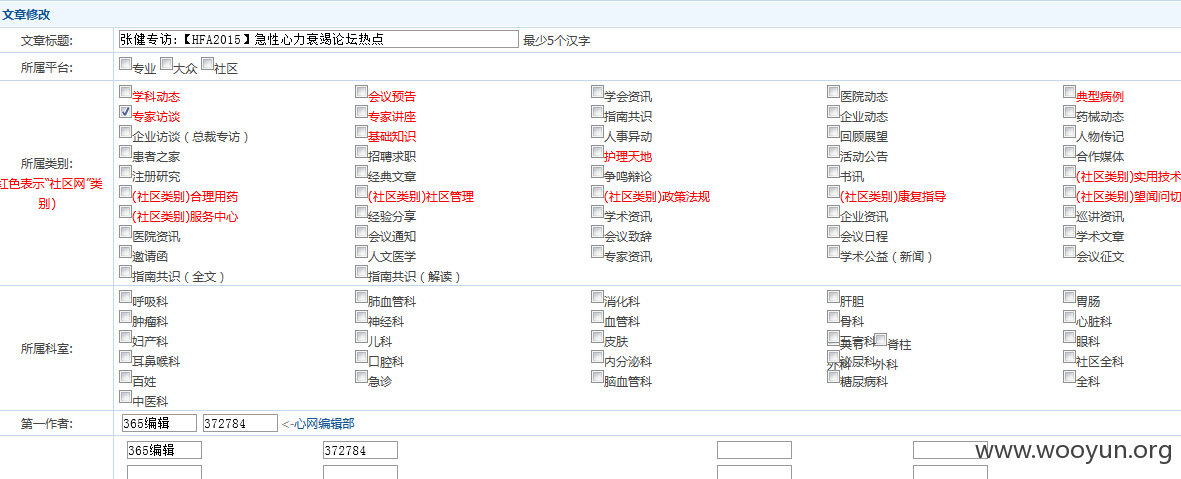 文章修改
文章标题: 张健专访:【HFA2015】急性心力衰竭论坛热点 最少5个汉字
所属平台: 专业 大众 社区
学科动态 会议预告 学会资讯 医院动态 典型病例
专家访谈 专家讲座 指南共识 企业动态 药械动态
企业访谈(总裁专访) 基础知识 人事异动 回顾展望 人物传记
患者之家 招聘求职 护理天地 活动公告 合作媒体
所属类别:
注册研究 经典文章 争鸣辩论 书讯 (社区类别)实用技术
红色表示"社区网"类
别)
(社区类别)合理用药 (社区类别)社区管理 (社区类别)政策法规 (社区类别)康复指导 (社区类别)望闻问切
(社区类别)服务中心 经验分享 学术资讯 企业资讯 巡讲资讯
医院资讯 会议通知 会议致辞 会议日程 学术文章
邀请函 人文医学 专家资讯 学术公益(新闻) 会议征文
指南共识(全文) 指南共识(解读)
呼吸科 肺血管科 消化科 肝胆 胃肠
肿瘤科 神经科 血管科 骨科 心脏科
所属科室:
妇产科 儿科 皮肤 脊柱 眼科
外科
耳鼻喉科 口腔科 内分泌科 泌尿科 外科 社区全科
百姓 急诊 脑血管科 糖尿病科 全科
中医科
第一作者: 365编辑 372784 <-心网编辑部
365编辑 372784
www.wooyun.org